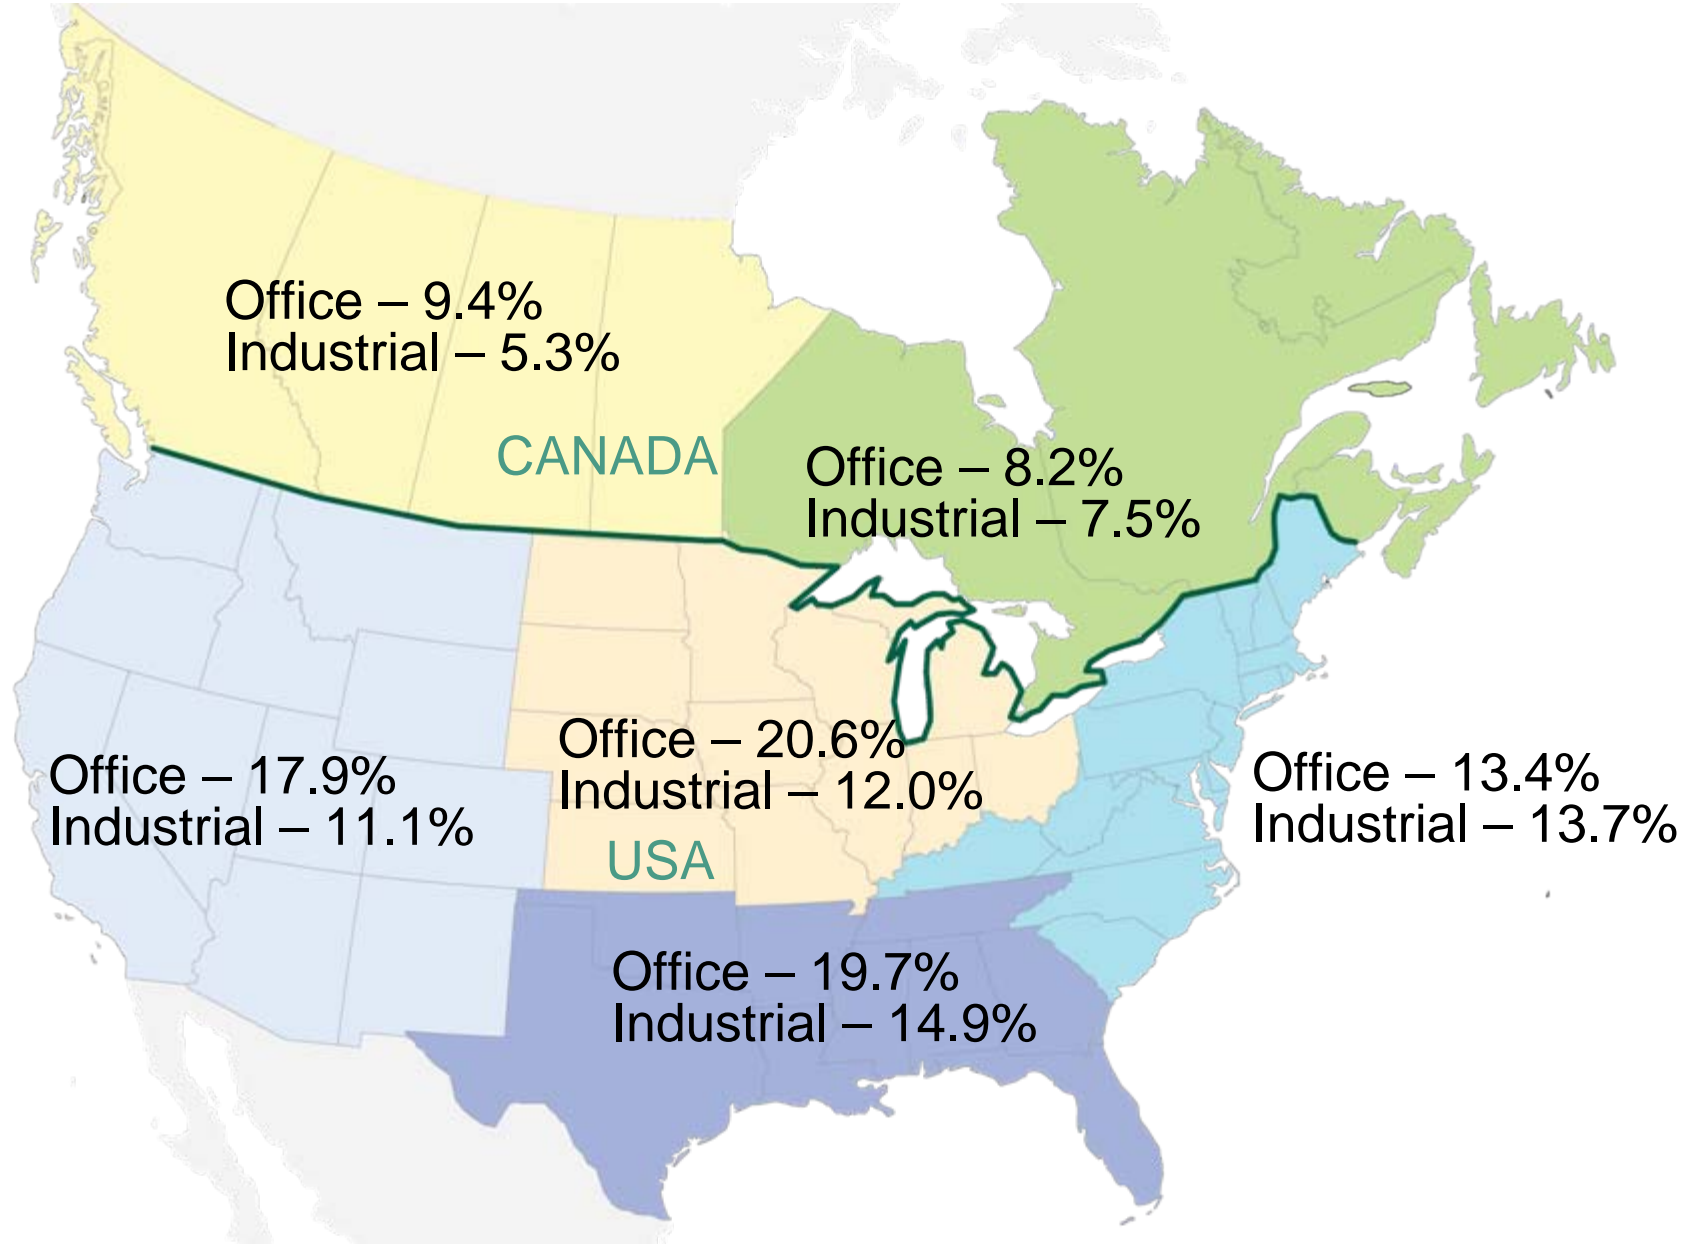 Office – 9.4%
Industrial – 5.3%
CANADA
Office – 8.2%
Industrial – 7.5%
Office – 17.9%
Industrial – 11.1%
Office – 20.6%
Industrial – 12.0%
USA
Office – 13.4%
Industrial – 13.7%
Office – 19.7%
Industrial – 14.9%